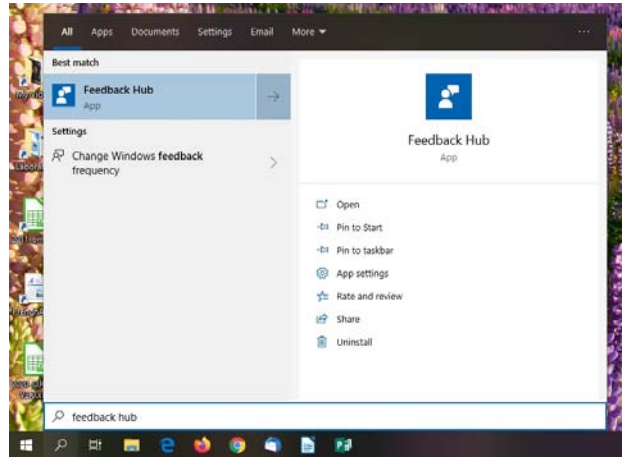 All Apps Documents Settings Email More
Best match
Feedback Hub
App
Settings
Change Windows feedback
frequency
Feedback Hub
App
Open
Pin to Start
Pin to taskbar
App settings
Rate and review
Share
Uninstall
feedback hub